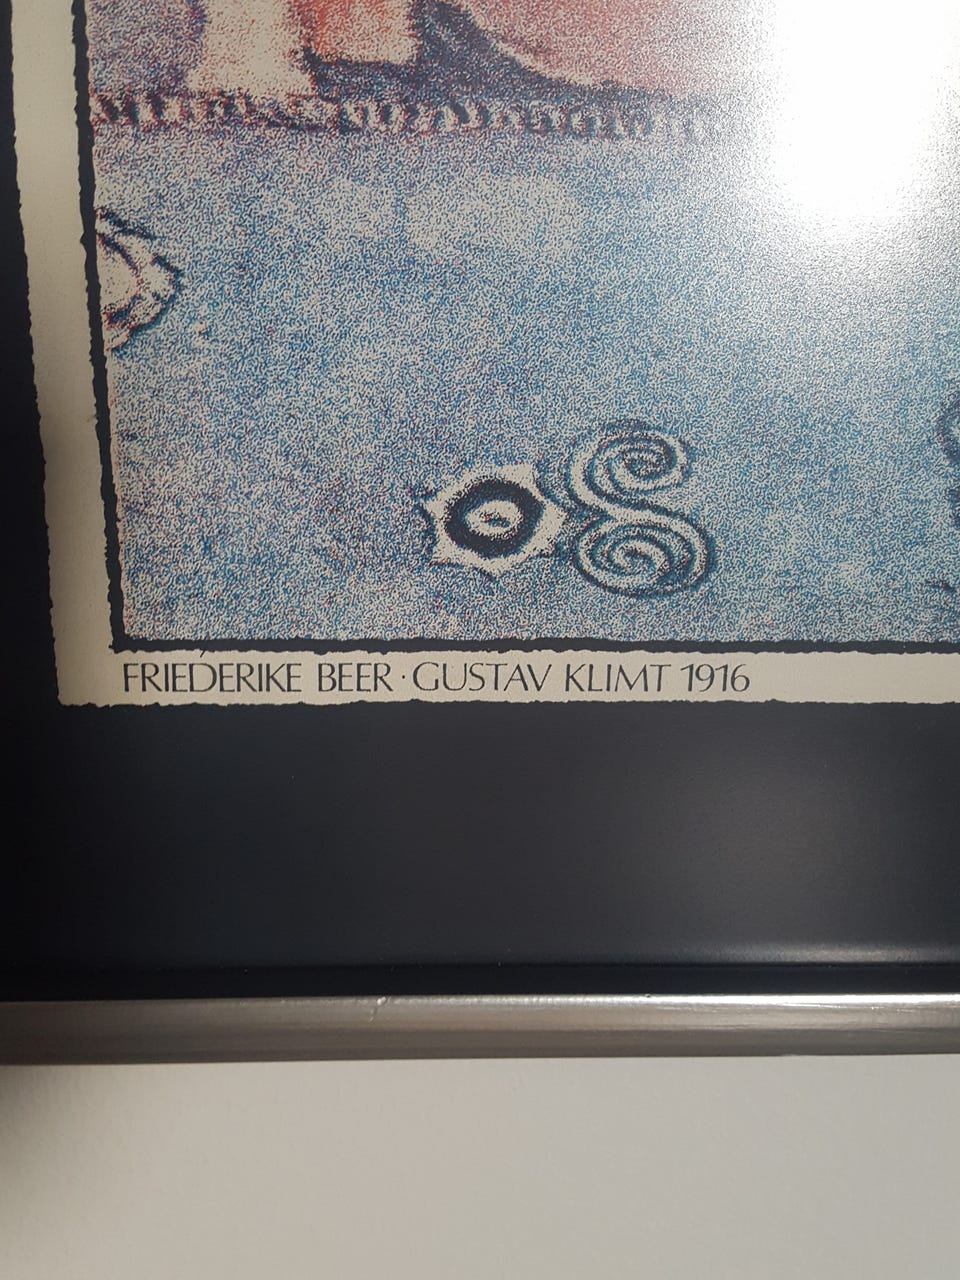 FRIEDERIKE BEER · GUSTAV KLIMT 1916